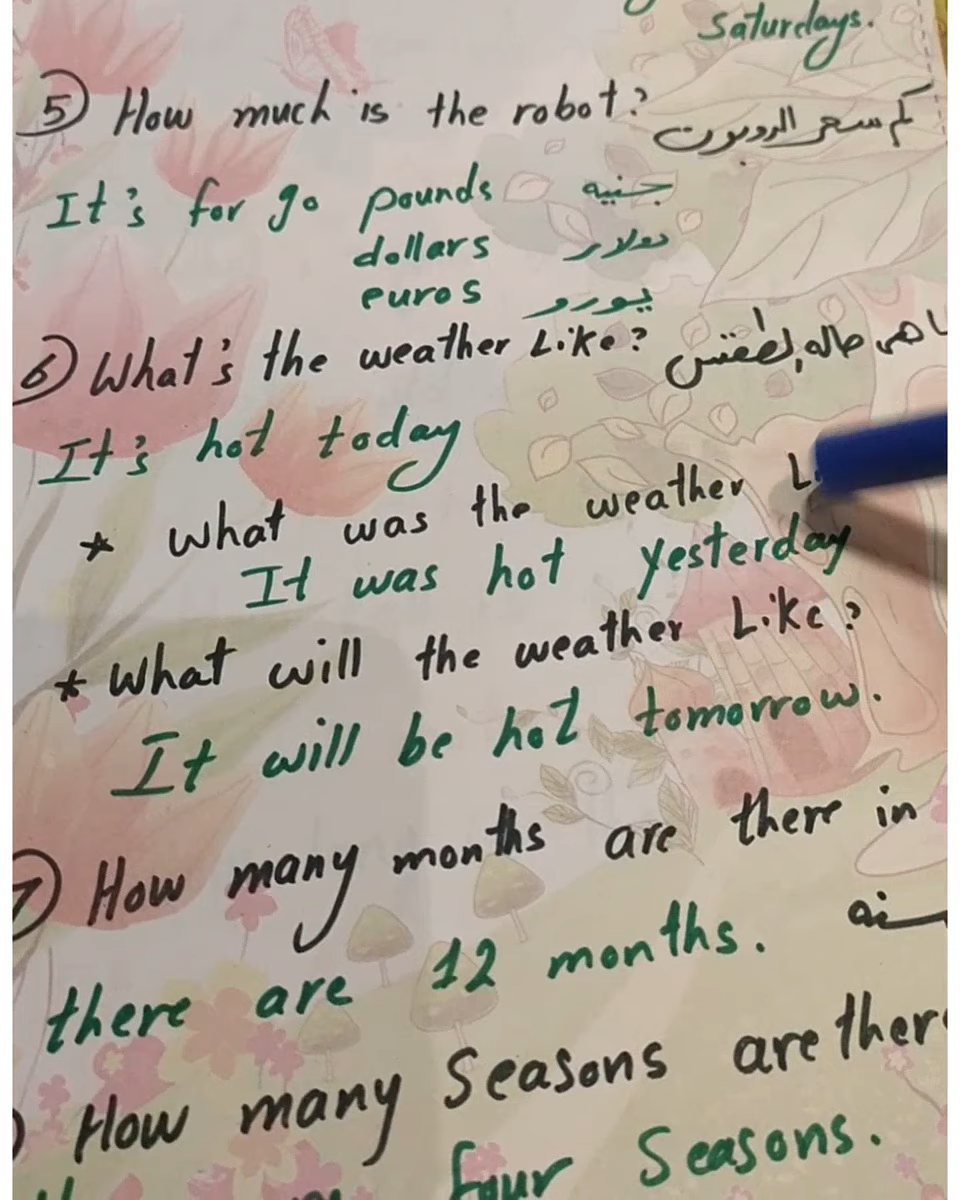 Saturdays.
5 How much is the robot? كم سعر الروبوت
It's for 90 pounds جنيه
dollars دولار
euros يورو
6 What's the weather Like? ما هى حاله الطقس
It's hot today
* What was the weather
It was hot yesterday
* What will the weather Like?
It will be hot tomorrow.
7 How many months are there in
there are 12 months.
How many Seasons are there
four Seasons.